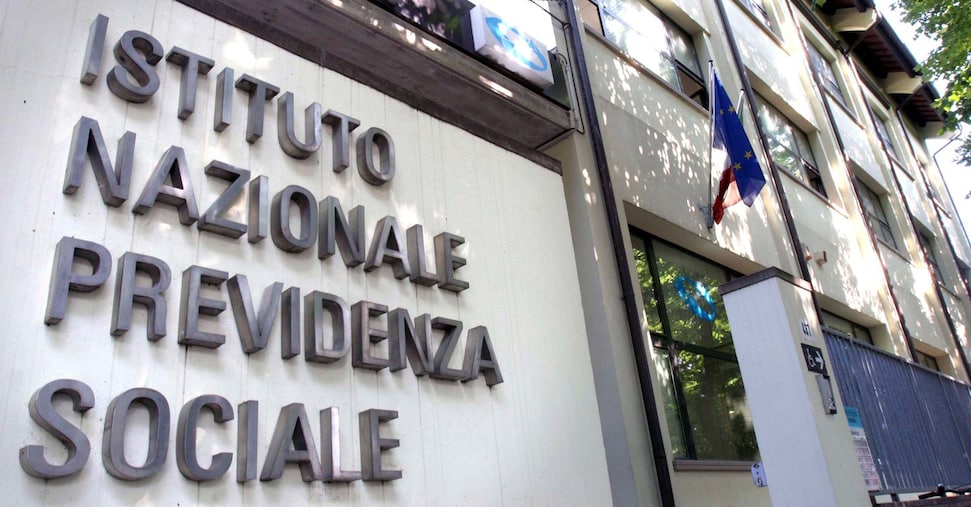 ISTITUTO
NAZIONALE
PREVIDENZA
SOCIALE